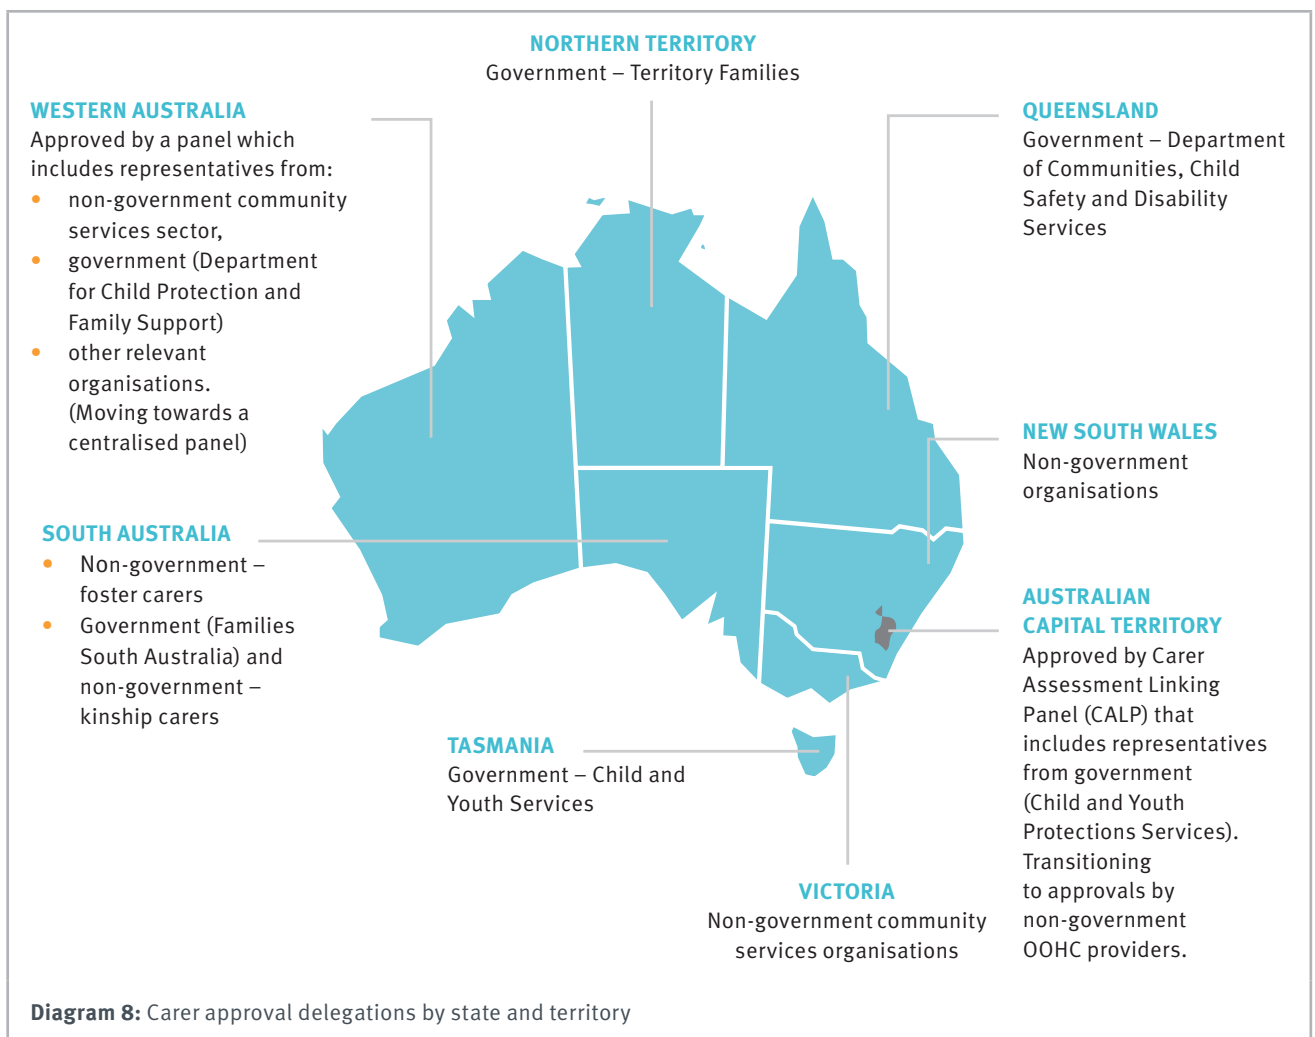 NORTHERN TERRITORY
Government – Territory Families
WESTERN AUSTRALIA
Approved by a panel which
includes representatives from:
• non-government community
services sector,
• government (Department
for Child Protection and
Family Support)
• other relevant
organisations.
(Moving towards a
centralised panel)
QUEENSLAND
Government – Department
of Communities, Child
Safety and Disability
Services
NEW SOUTH WALES
Non-government
organisations
SOUTH AUSTRALIA
• Non-government –
foster carers
• Government (Families
South Australia) and
non-government –
kinship carers
AUSTRALIAN
CAPITAL TERRITORY
Approved by Carer
Assessment Linking
Panel (CALP) that
includes representatives
from government
(Child and Youth
Protections Services).
Transitioning
to approvals by
non-government
OOHC providers.
TASMANIA
Government – Child and
Youth Services
VICTORIA
Non-government community
services organisations
Diagram 8: Carer approval delegations by state and territory